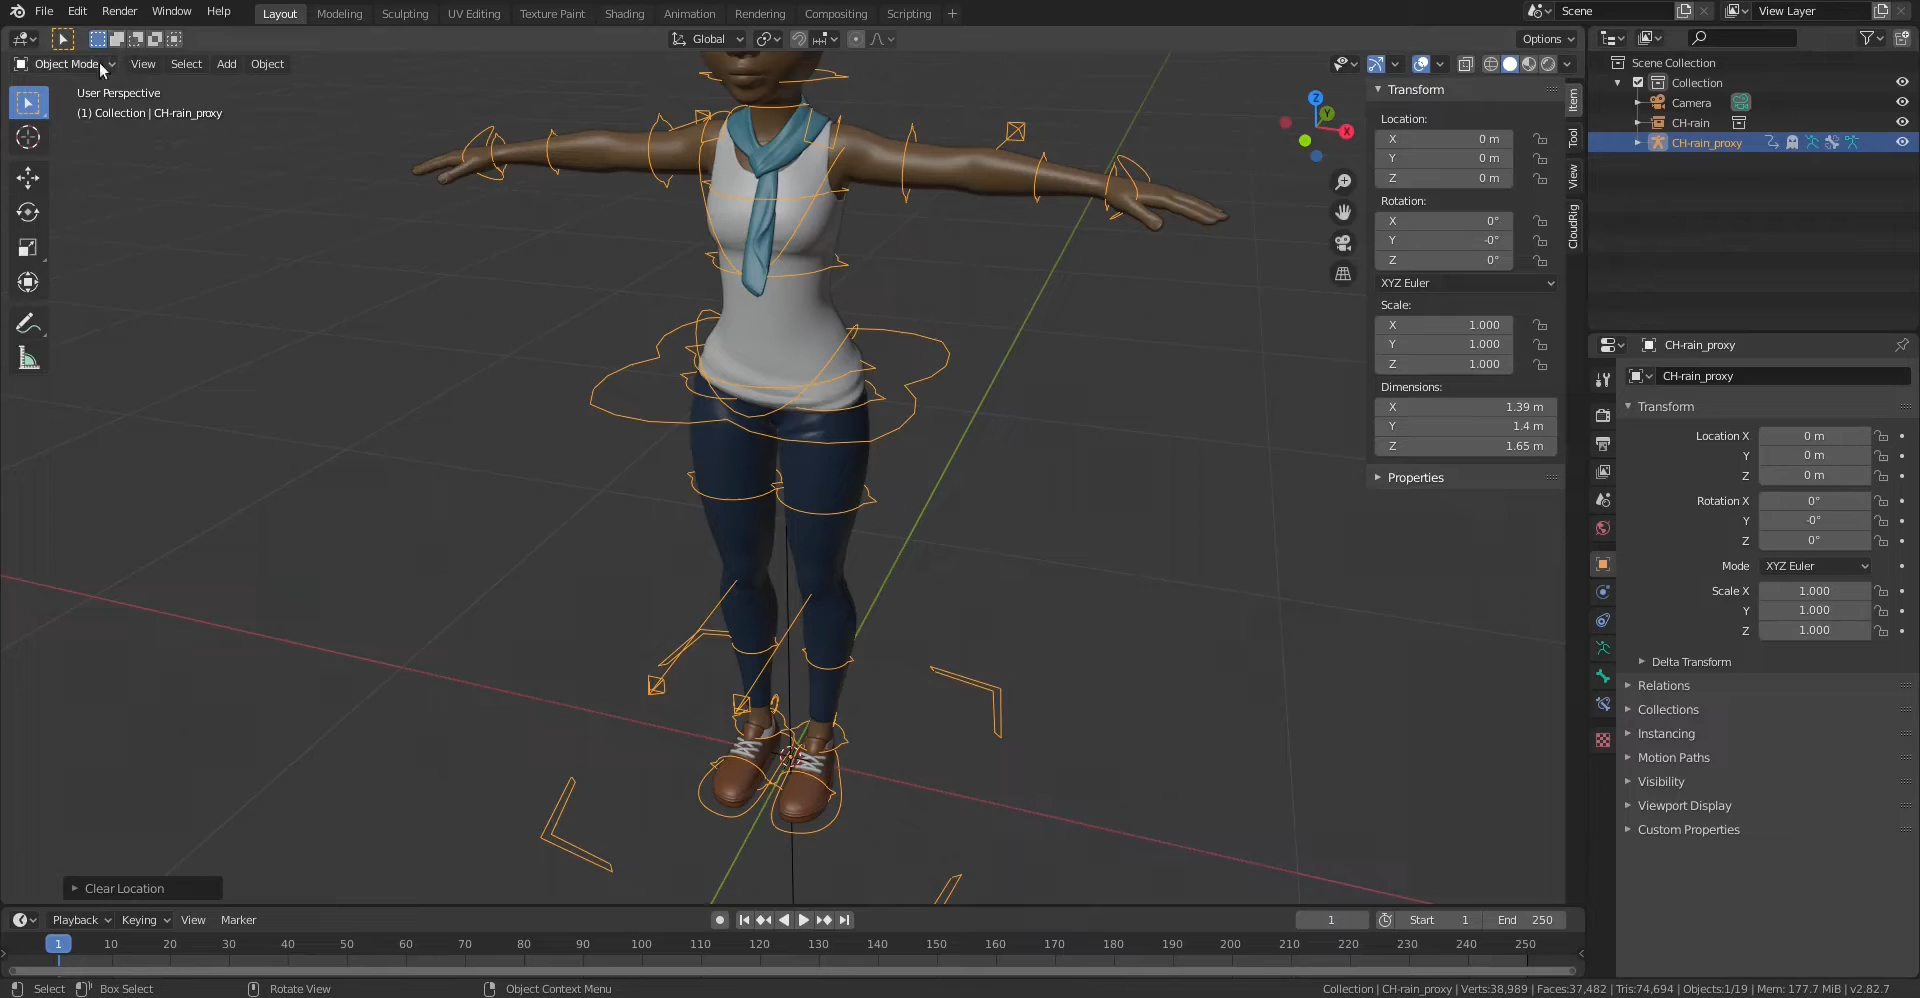 File Edit Render Window Help
Layout Modeling Sculpting UV Editing Texture Paint Shading Animation Rendering Compositing Scripting +
Scene
View Layer
Global
Options
Object Mode View Select Add Object
User Perspective
(1) Collection | CH-rain_proxy
Transform
Location:
X 0 m
Y 0 m
Z 0 m
Rotation:
X 0°
Y -0°
Z 0°
XYZ Euler
Scale:
X 1.000
Y 1.000
Z 1.000
Dimensions:
X 1.39 m
Y 1.4 m
Z 1.65 m
Properties
Item
Tool
View
CloudRig
Z
Y
X
Scene Collection
Collection
Camera
CH-rain
CH-rain_proxy
CH-rain_proxy
CH-rain_proxy
Transform
Location X 0 m
Y 0 m
Z 0 m
Rotation X 0°
Y -0°
Z 0°
Mode XYZ Euler
Scale X 1.000
Y 1.000
Z 1.000
Delta Transform
Relations
Collections
Instancing
Motion Paths
Visibility
Viewport Display
Custom Properties
Clear Location
Playback Keying View Marker
1 Start 1 End 250
1 10 20 30 40 50 60 70 80 90 100 110 120 130 140 150 160 170 180 190 200 210 220 230 240 250
Select Box Select Rotate View Object Context Menu
Collection | CH-rain_proxy | Verts:38,989 | Faces:37,482 | Tris:74,694 | Objects:1/19 | Mem: 177.7 MiB | v2.82.7